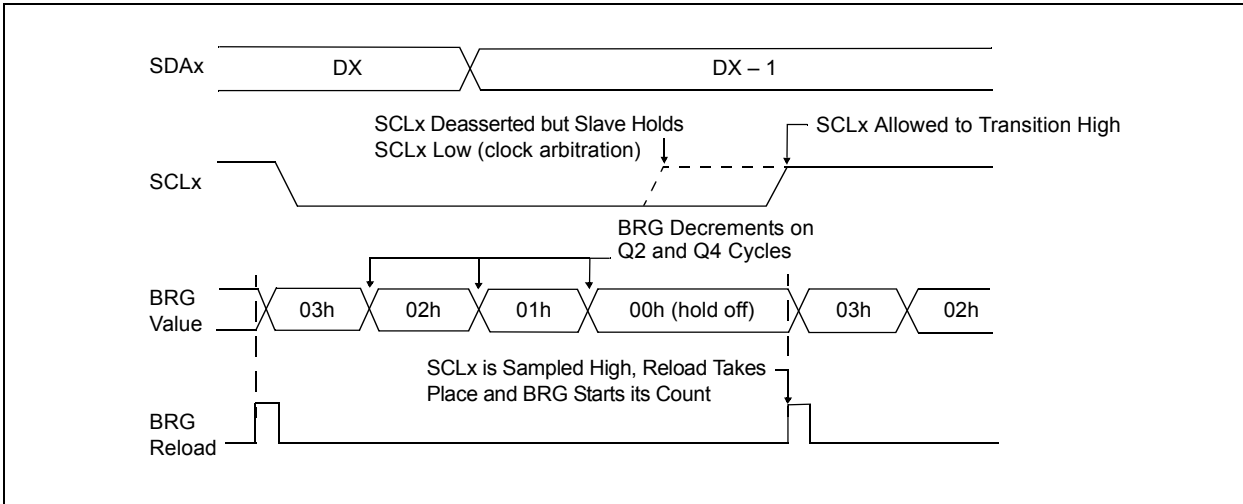 SDAx
DX
DX – 1
SCLx Deasserted but Slave Holds
SCLx Low (clock arbitration)
SCLx Allowed to Transition High
SCLx
BRG Decrements on
Q2 and Q4 Cycles
BRG
Value
03h
02h
01h
00h (hold off)
03h
02h
SCLx is Sampled High, Reload Takes
Place and BRG Starts its Count
BRG
Reload